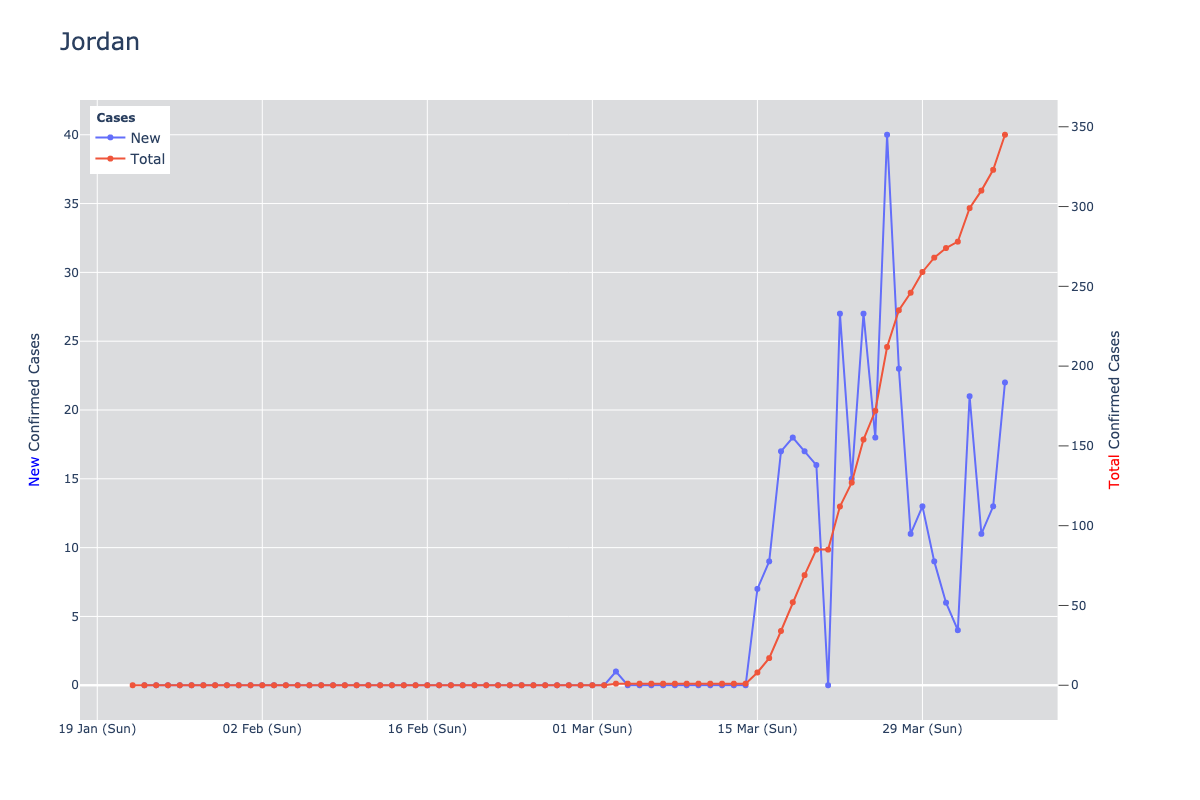 Jordan
Cases
New
Total
40
35
30
25
20
15
10
5
0
350
300
250
200
150
100
50
0
New Confirmed Cases
Total Confirmed Cases
19 Jan (Sun) 02 Feb (Sun) 16 Feb (Sun) 01 Mar (Sun) 15 Mar (Sun) 29 Mar (Sun)